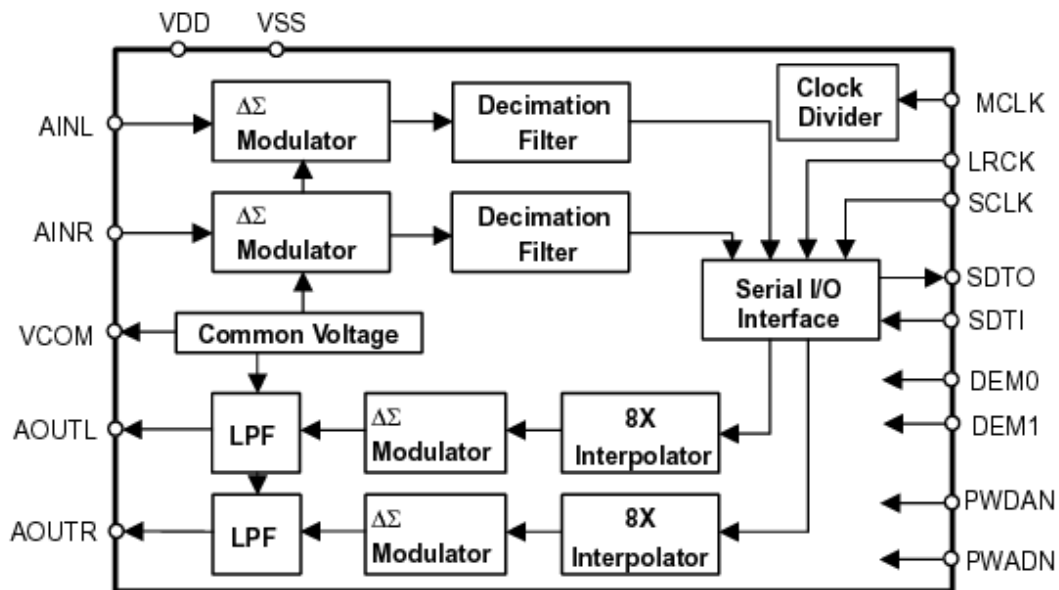 VDD VSS
AINL
ΔΣ
Modulator
Decimation
Filter
Clock
Divider
MCLK
LRCK
SCLK
AINR
ΔΣ
Modulator
Decimation
Filter
Serial I/O
Interface
SDTO
SDTI
VCOM
Common Voltage
DEM0
DEM1
AOUTL
LPF
ΔΣ
Modulator
8X
Interpolator
AOUTR
LPF
ΔΣ
Modulator
8X
Interpolator
PWDAN
PWADN